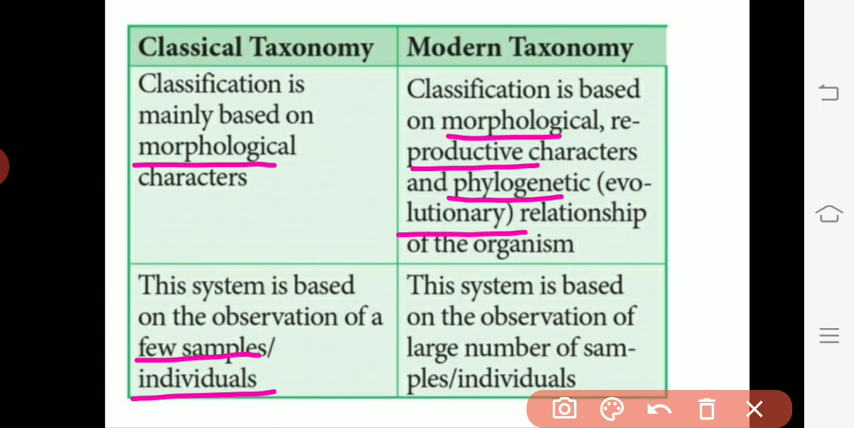 Classical Taxonomy
Modern Taxonomy
Classification is
mainly based on
morphological
characters
Classification is based
on morphological, re-
productive characters
and phylogenetic (evo-
lutionary) relationship
of the organism
This system is based
on the observation of a
few samples/
individuals
This system is based
on the observation of
large number of sam-
ples/individuals